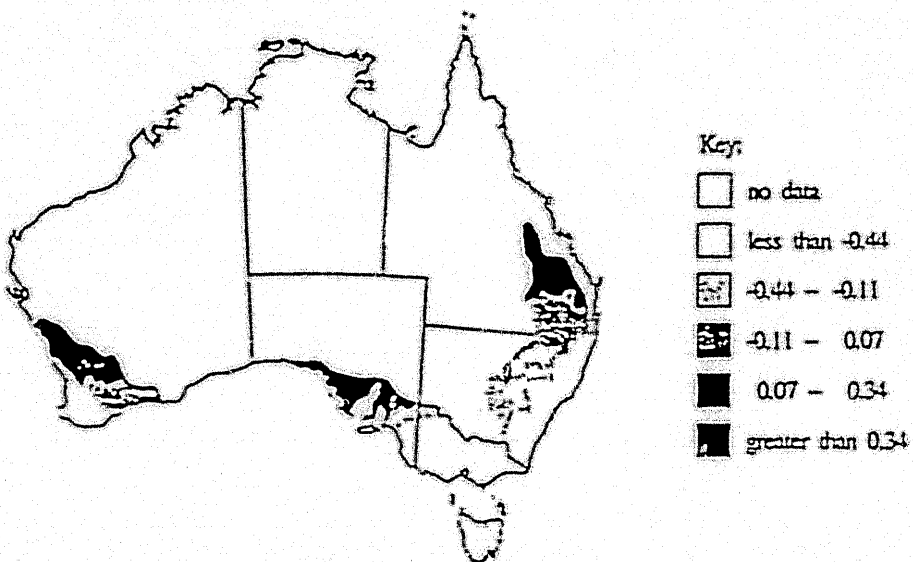 Key:
no data
less than -0.44
-0.44 – -0.11
-0.11 – 0.07
0.07 – 0.34
greater than 0.34